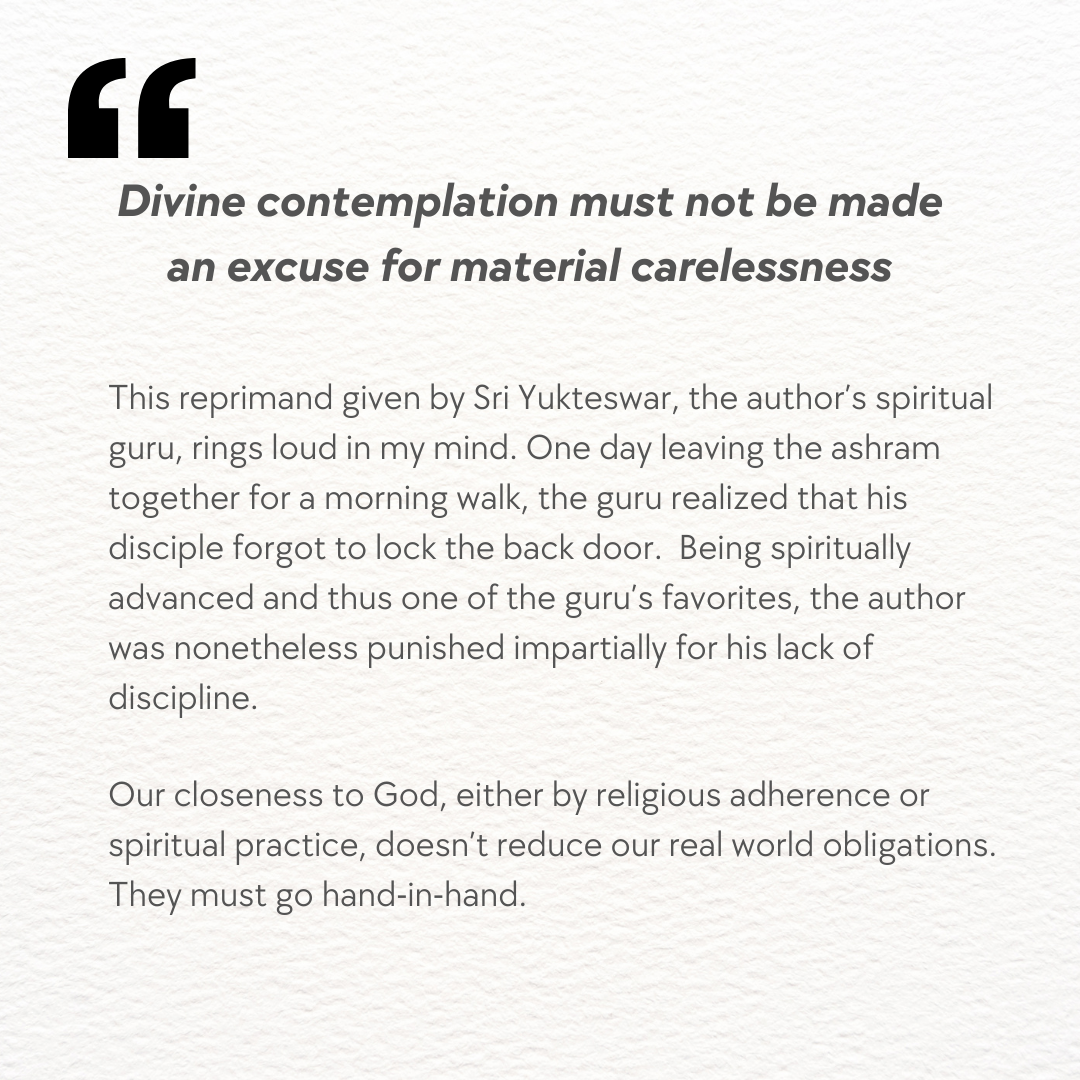 “
Divine contemplation must not be made
an excuse for material carelessness
This reprimand given by Sri Yukteswar, the author’s spiritual
guru, rings loud in my mind. One day leaving the ashram
together for a morning walk, the guru realized that his
disciple forgot to lock the back door.  Being spiritually
advanced and thus one of the guru’s favorites, the author
was nonetheless punished impartially for his lack of
discipline.
Our closeness to God, either by religious adherence or
spiritual practice, doesn’t reduce our real world obligations.
They must go hand-in-hand.